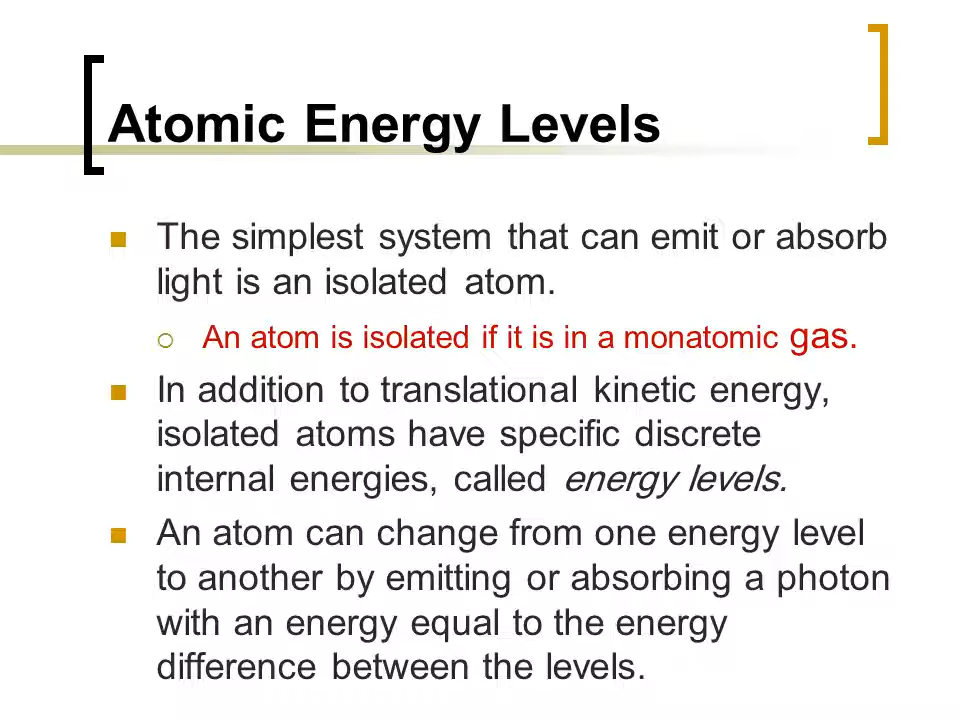 Atomic Energy Levels
The simplest system that can emit or absorb
light is an isolated atom.
An atom is isolated if it is in a monatomic gas.
In addition to translational kinetic energy,
isolated atoms have specific discrete
internal energies, called energy levels.
An atom can change from one energy level
to another by emitting or absorbing a photon
with an energy equal to the energy
difference between the levels.